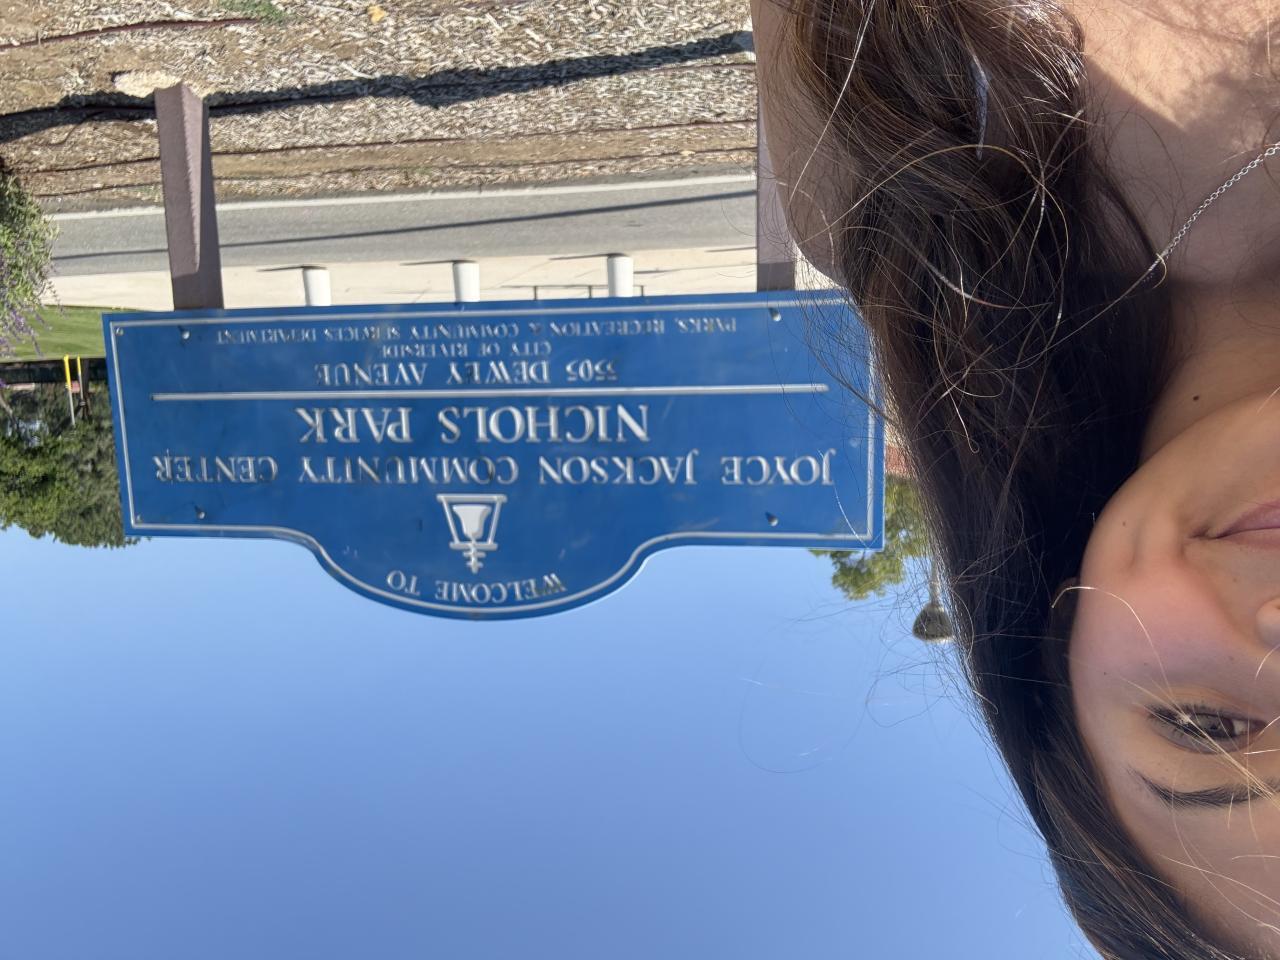 WELCOME TO
JOYCE JACKSON COMMUNITY CENTER
NICHOLS PARK
5505 DEWEY AVENUE
CITY OF RIVERSIDE
PARKS, RECREATION & COMMUNITY SERVICES DEPARTMENT